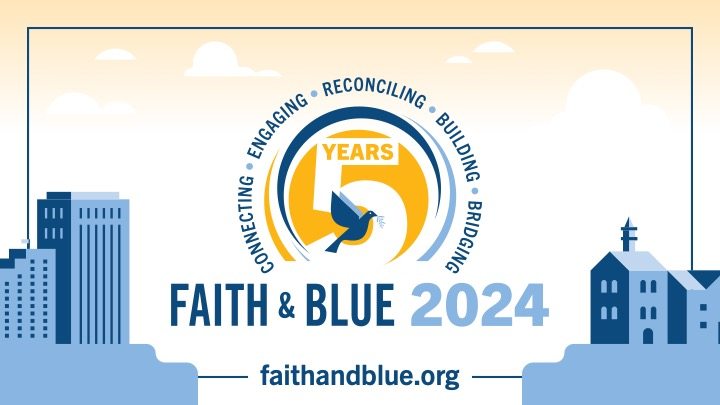 CONNECTING • ENGAGING • RECONCILING • BUILDING • BRIDGING
5
YEARS
FAITH & BLUE 2024
faithandblue.org